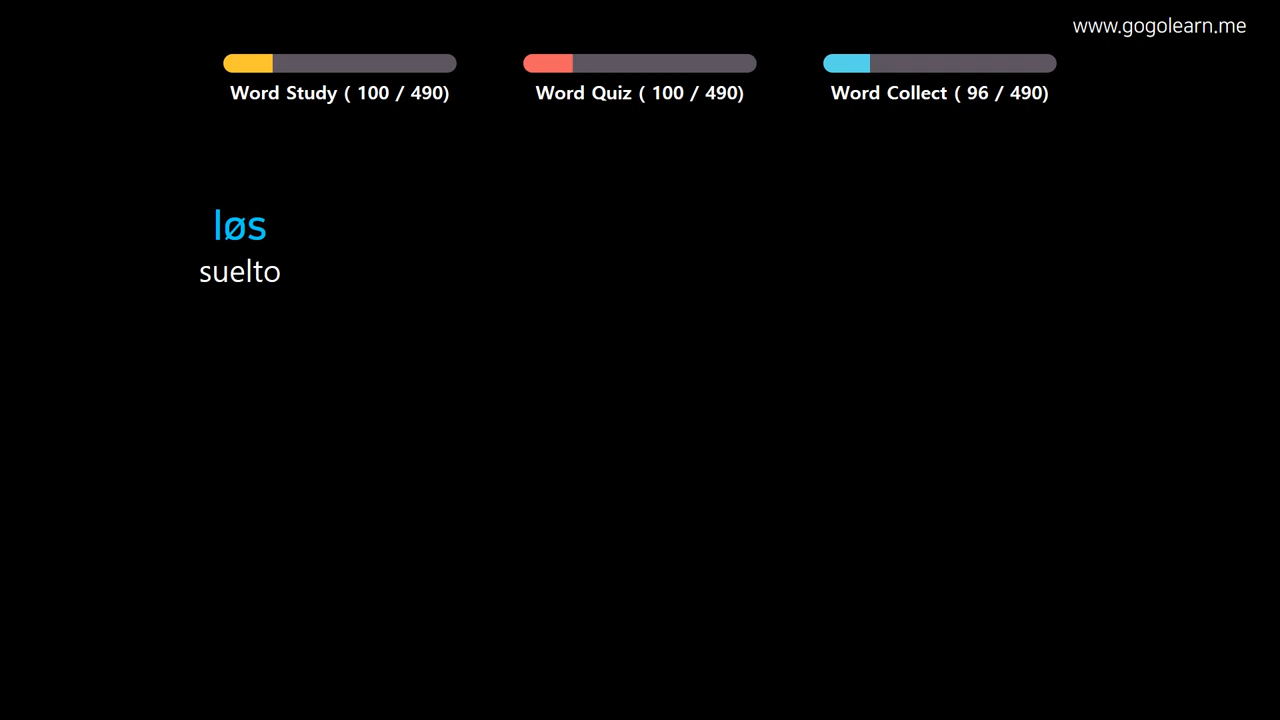 www.gogolearn.me
Word Study ( 100 / 490)
Word Quiz ( 100 / 490)
Word Collect ( 96 / 490)
løs
suelto